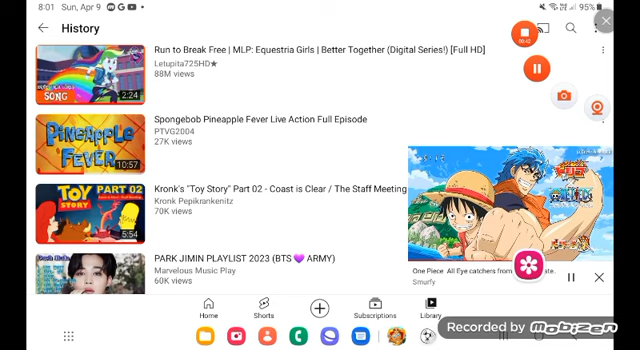 8:01 Sun, Apr 9
95%
History
00:42
Run to Break Free | MLP: Equestria Girls | Better Together (Digital Series!) [Full HD]
Letupita725HD★
88M views
SONG
2:24
Spongebob Pineapple Fever Live Action Full Episode
PTVG2004
27K views
PINEAPPLE
FEVER
10:57
Kronk's "Toy Story" Part 02 - Coast is Clear / The Staff Meeting
Kronk Pepikrankenitz
70K views
TOY
STORY
PART 02
5:54
PARK JIMIN PLAYLIST 2023 (BTS 💜 ARMY)
Marvelous Music Play
60K views
One Piece All Eye catchers from
ate.
Smurfy
Home
Shorts
Subscriptions
Library
Recorded by Mobizen